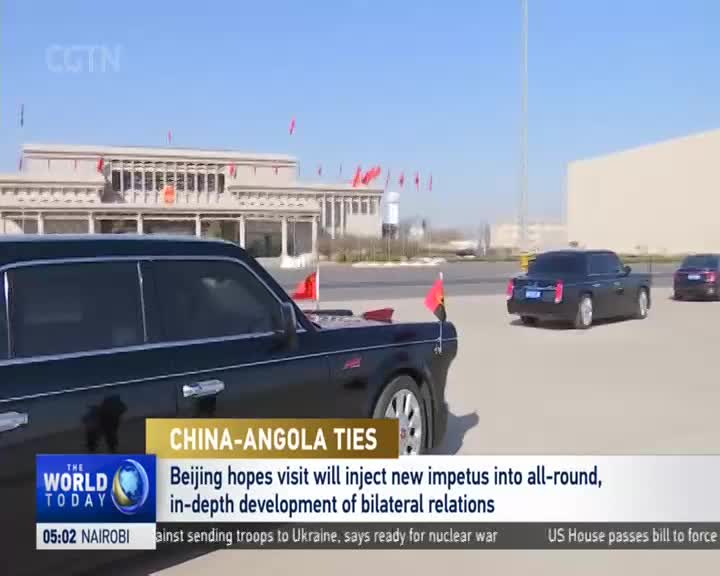 CGTN
CHINA-ANGOLA TIES
Beijing hopes visit will inject new impetus into all-round,
in-depth development of bilateral relations
THE
WORLD
TODAY
05:02 NAIROBI
ainst sending troops to Ukraine, says ready for nuclear war US House passes bill to force